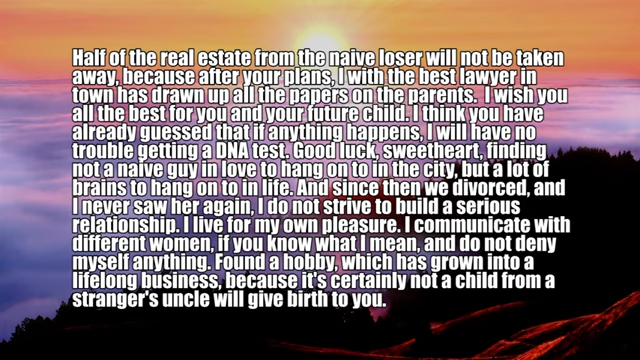 Half of the real estate from the naive loser will not be taken
away, because after your plans, I with the best lawyer in
town has drawn up all the papers on the parents.  I wish you
all the best for you and your future child. I think you have
already guessed that if anything happens, I will have no
trouble getting a DNA test. Good luck, sweetheart, finding
not a naive guy in love to hang on to in the city, but a lot of
brains to hang on to in life. And since then we divorced, and
I never saw her again, I do not strive to build a serious
relationship. I live for my own pleasure. I communicate with
different women, if you know what I mean, and do not deny
myself anything. Found a hobby, which has grown into a
lifelong business, because it's certainly not a child from a
stranger's uncle will give birth to you.